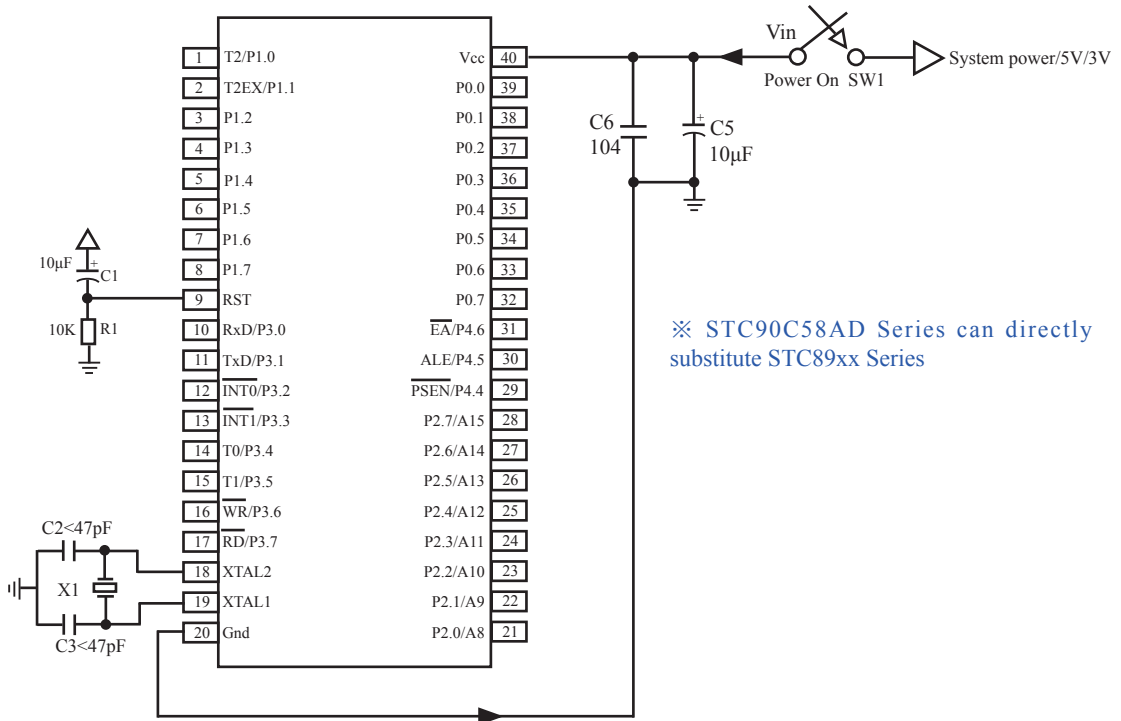 1 T2/P1.0
2 T2EX/P1.1
3 P1.2
4 P1.3
5 P1.4
6 P1.5
7 P1.6
8 P1.7
9 RST
10 RxD/P3.0
11 TxD/P3.1
12 INT0/P3.2
13 INT1/P3.3
14 T0/P3.4
15 T1/P3.5
16 WR/P3.6
17 RD/P3.7
18 XTAL2
19 XTAL1
20 Gnd
Vcc 40
P0.0 39
P0.1 38
P0.2 37
P0.3 36
P0.4 35
P0.5 34
P0.6 33
P0.7 32
EA/P4.6 31
ALE/P4.5 30
PSEN/P4.4 29
P2.7/A15 28
P2.6/A14 27
P2.5/A13 26
P2.4/A12 25
P2.3/A11 24
P2.2/A10 23
P2.1/A9 22
P2.0/A8 21
10µF
+
C1
10K R1
C2<47pF
X1
C3<47pF
Vin
Power On SW1
System power/5V/3V
C6
104
+
C5
10µF
※ STC90C58AD Series can directly
substitute STC89xx Series